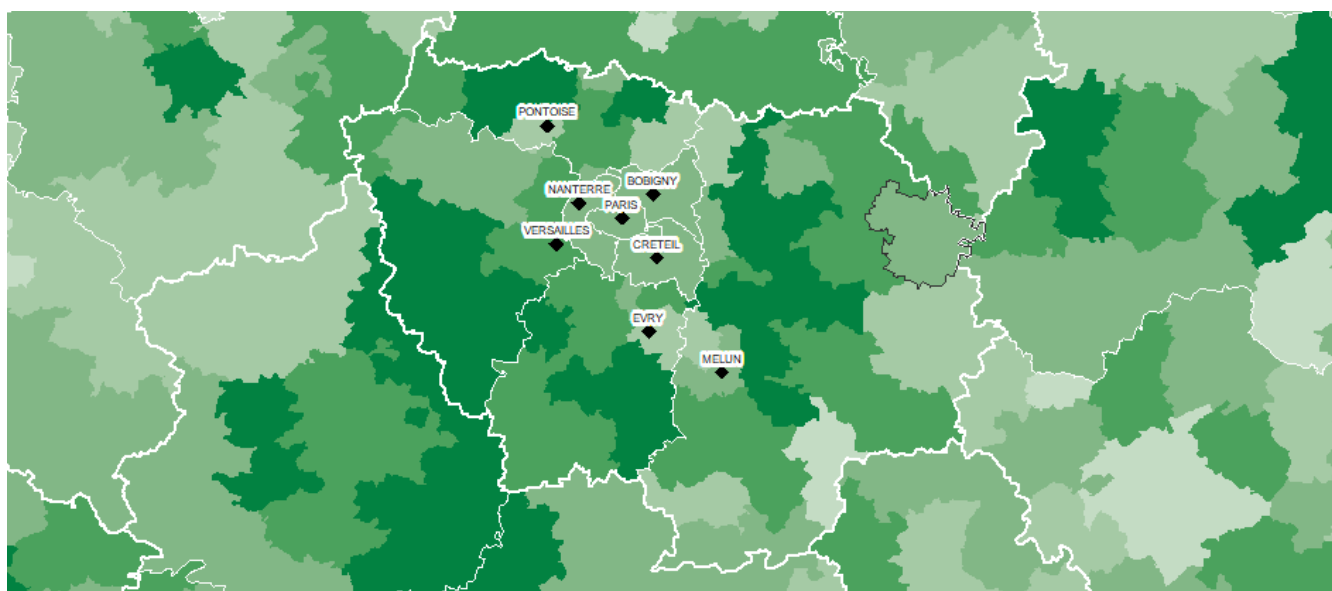 PONTOISE
BOBIGNY
NANTERRE
PARIS
VERSAILLES
CRETEIL
EVRY
MELUN